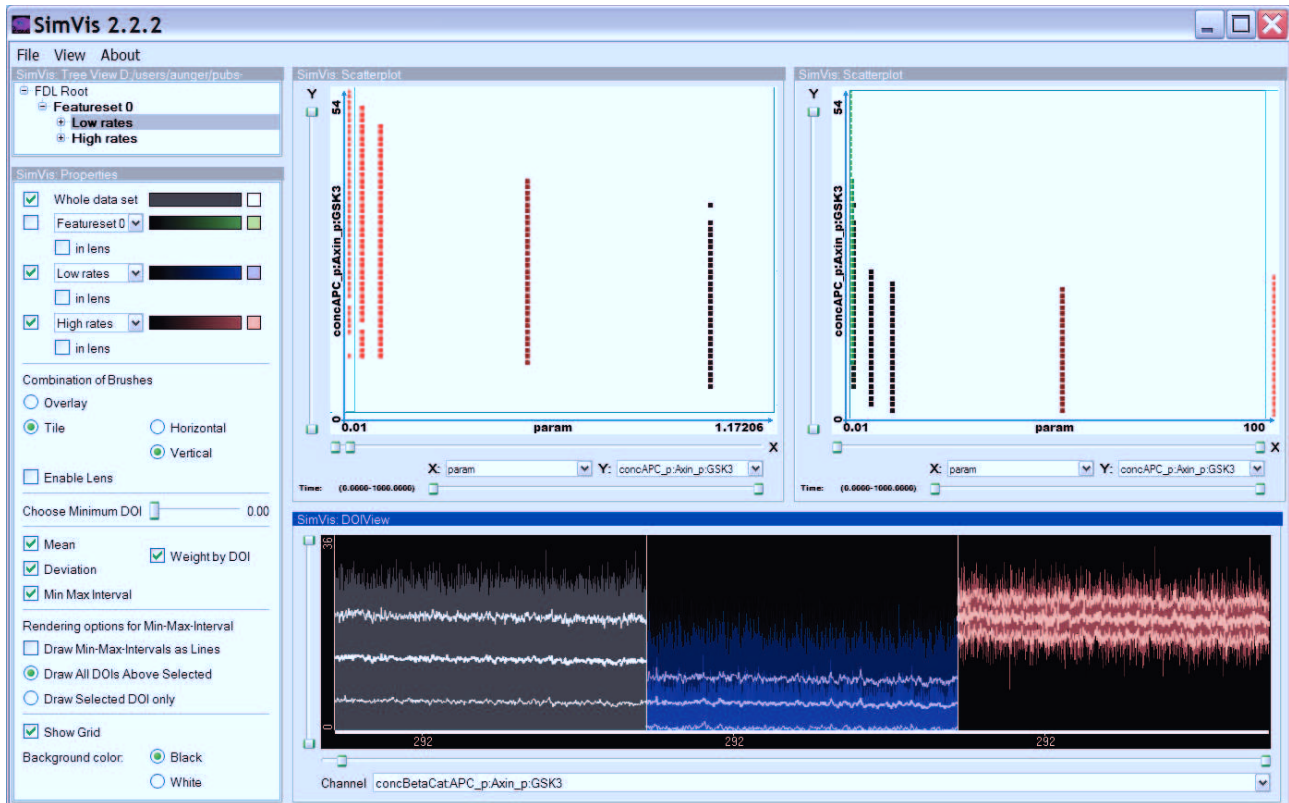 SimVis 2.2.2
File View About
SimVis: Tree View D:/users/aunger/pubs-
FDL Root
Featureset 0
Low rates
High rates
SimVis: Properties
Whole data set
Featureset 0
in lens
Low rates
in lens
High rates
in lens
Combination of Brushes
Overlay
Tile
Horizontal
Vertical
Enable Lens
Choose Minimum DOI 0.00
Mean
Weight by DOI
Deviation
Min Max Interval
Rendering options for Min-Max-Interval
Draw Min-Max-Intervals as Lines
Draw All DOIs Above Selected
Draw Selected DOI only
Show Grid
Background color: Black
White
SimVis: Scatterplot
Y
54
concAPC_p:Axin_p:GSK3
0
0.01 param 1.17206
X
X: param Y: concAPC_p:Axin_p:GSK3
Time: (0.0000-1000.0000)
SimVis: Scatterplot
Y
54
concAPC_p:Axin_p:GSK3
0
0.01 param 100
X
X: param Y: concAPC_p:Axin_p:GSK3
Time: (0.0000-1000.0000)
SimVis: DOIView
36
0
292 292 292
Channel concBetaCat:APC_p:Axin_p:GSK3